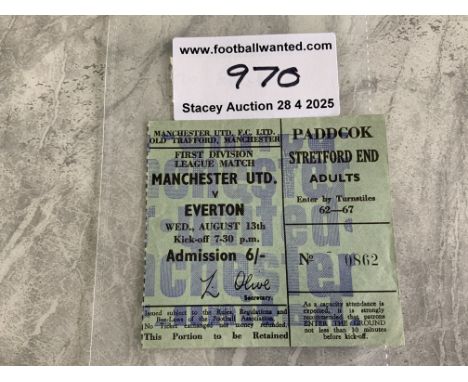 www.footballwanted.com
970
Stacey Auction 28 4 2025
MANCHESTER UTD. F.C. LTD.
OLD TRAFFORD, MANCHESTER
FIRST DIVISION
LEAGUE MATCH
MANCHESTER UTD.
V
EVERTON
WED., AUGUST 13th
Kick-off 7-30 p.m.
Admission 6/-
L Olive
Secretary.
Issued subject to the Rules, Regulations and
Bye-Laws of the Football Association.
No Ticket exchanged nor money refunded.
This Portion to be Retained
PADDCOK
STRETFORD END
ADULTS
Enter by Turnstiles
62—67
No 0862
As a capacity attendance is
expected, it is strongly
recommended that patrons
ENTER THE GROUND
not less than 30 minutes
before kick-off.